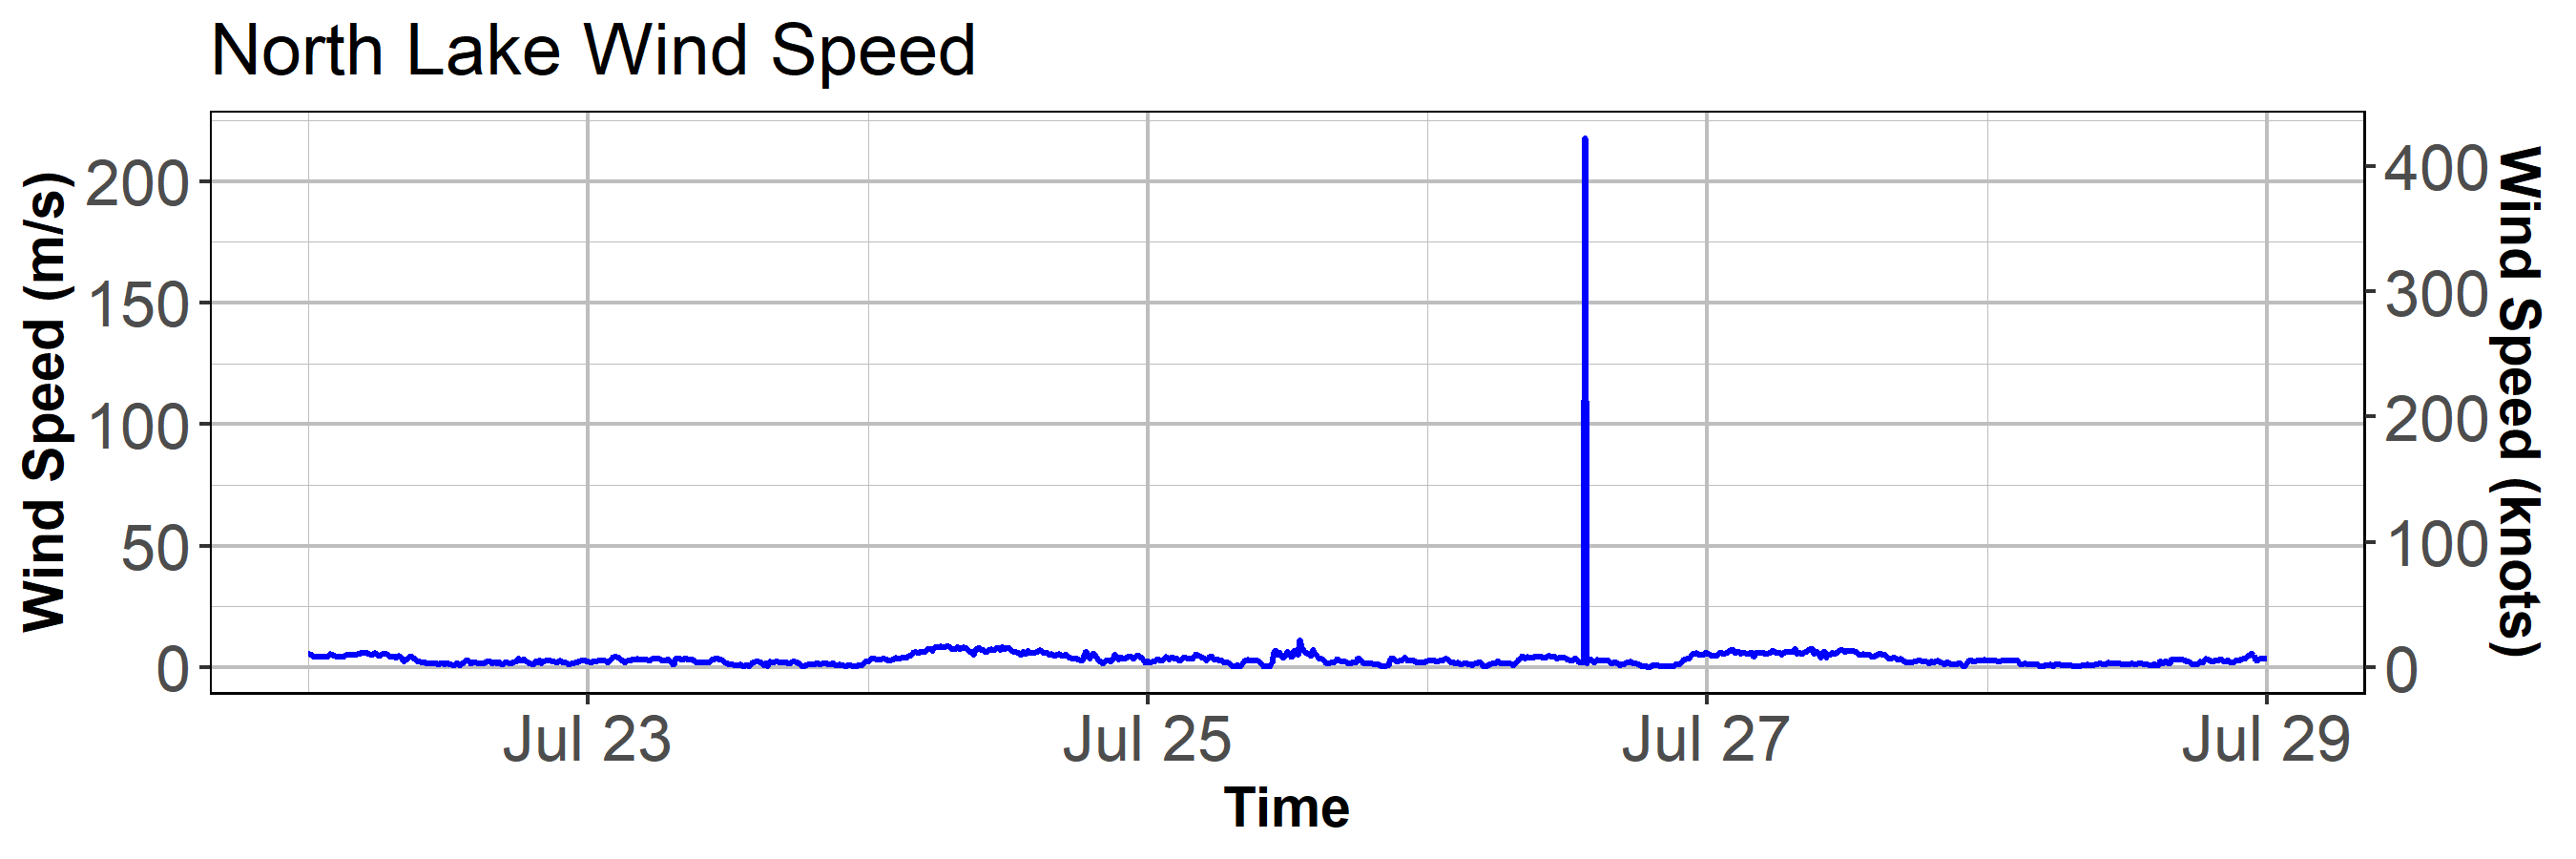 North Lake Wind Speed
Wind Speed (m/s)
200
150
100
50
0
400
300
200
100
0
Wind Speed (knots)
Jul 23
Jul 25
Jul 27
Jul 29
Time